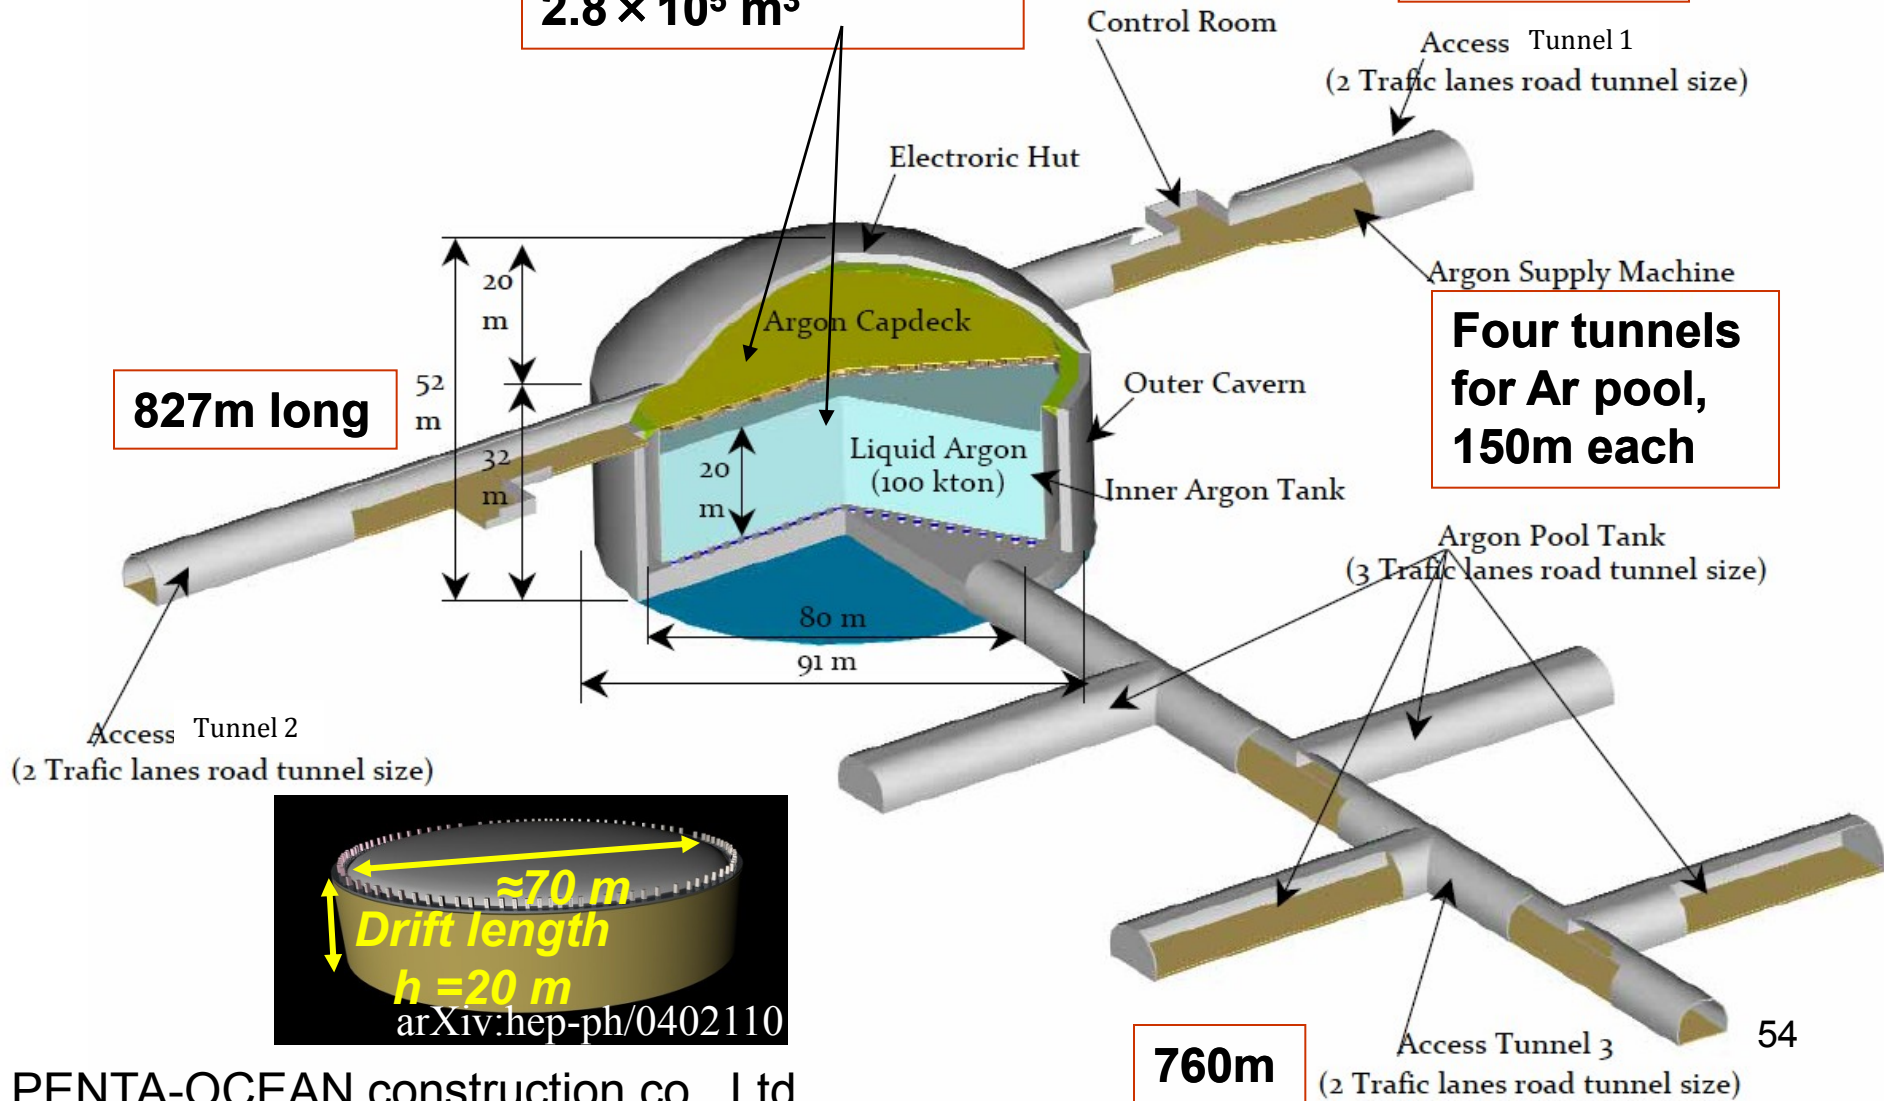 2.8×10⁵ m³
Control Room
Access Tunnel 1
(2 Trafic lanes road tunnel size)
Electroric Hut
Argon Supply Machine
20
m
Argon Capdeck
Four tunnels
for Ar pool,
150m each
52
m
Outer Cavern
827m long
32
m
20
m
Liquid Argon
(100 kton)
Inner Argon Tank
Argon Pool Tank
(3 Trafic lanes road tunnel size)
80 m
91 m
Access Tunnel 2
(2 Trafic lanes road tunnel size)
≈70 m
Drift length
h =20 m
arXiv:hep-ph/0402110
760m
Access Tunnel 3
(2 Trafic lanes road tunnel size)
54
PENTA-OCEAN construction co., Ltd